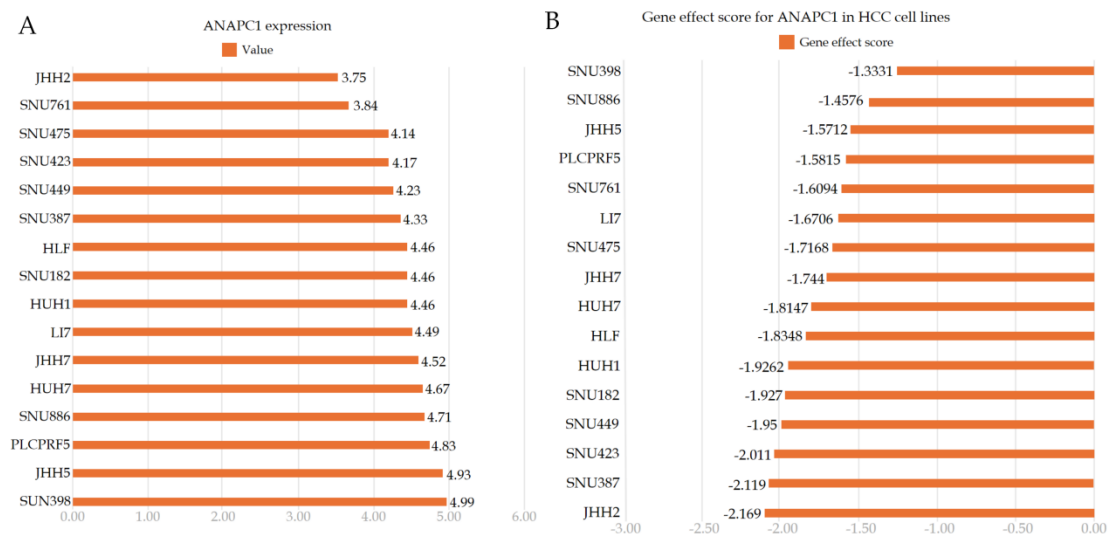 A
ANAPC1 expression
Value
JHH2 3.75
SNU761 3.84
SNU475 4.14
SNU423 4.17
SNU449 4.23
SNU387 4.33
HLF 4.46
SNU182 4.46
HUH1 4.46
LI7 4.49
JHH7 4.52
HUH7 4.67
SNU886 4.71
PLCPRF5 4.83
JHH5 4.93
SUN398 4.99
0.00 1.00 2.00 3.00 4.00 5.00 6.00
B
Gene effect score for ANAPC1 in HCC cell lines
Gene effect score
SNU398 -1.3331
SNU886 -1.4576
JHH5 -1.5712
PLCPRF5 -1.5815
SNU761 -1.6094
LI7 -1.6706
SNU475 -1.7168
JHH7 -1.744
HUH7 -1.8147
HLF -1.8348
HUH1 -1.9262
SNU182 -1.927
SNU449 -1.95
SNU423 -2.011
SNU387 -2.119
JHH2 -2.169
-3.00 -2.50 -2.00 -1.50 -1.00 -0.50 0.00